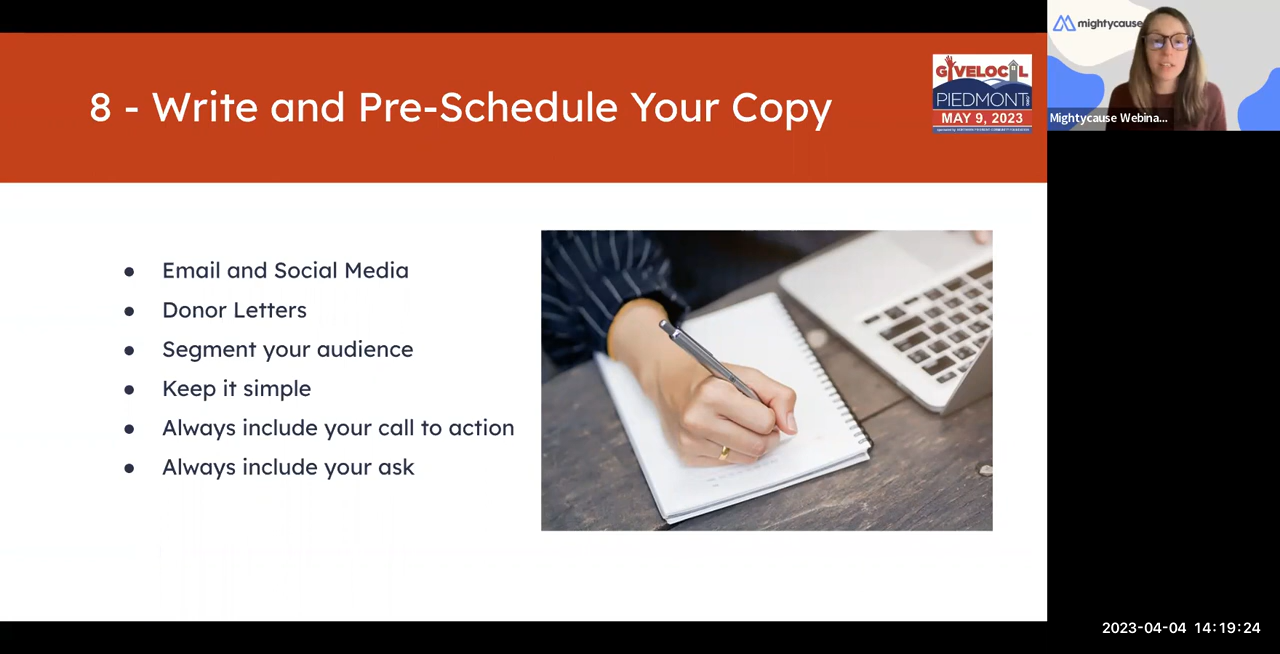 8 - Write and Pre-Schedule Your Copy
GIVELOCAL
PIEDMONT
MAY 9, 2023
mightycause
Mightycause Webina...
● Email and Social Media
● Donor Letters
● Segment your audience
● Keep it simple
● Always include your call to action
● Always include your ask
2023-04-04 14:19:24